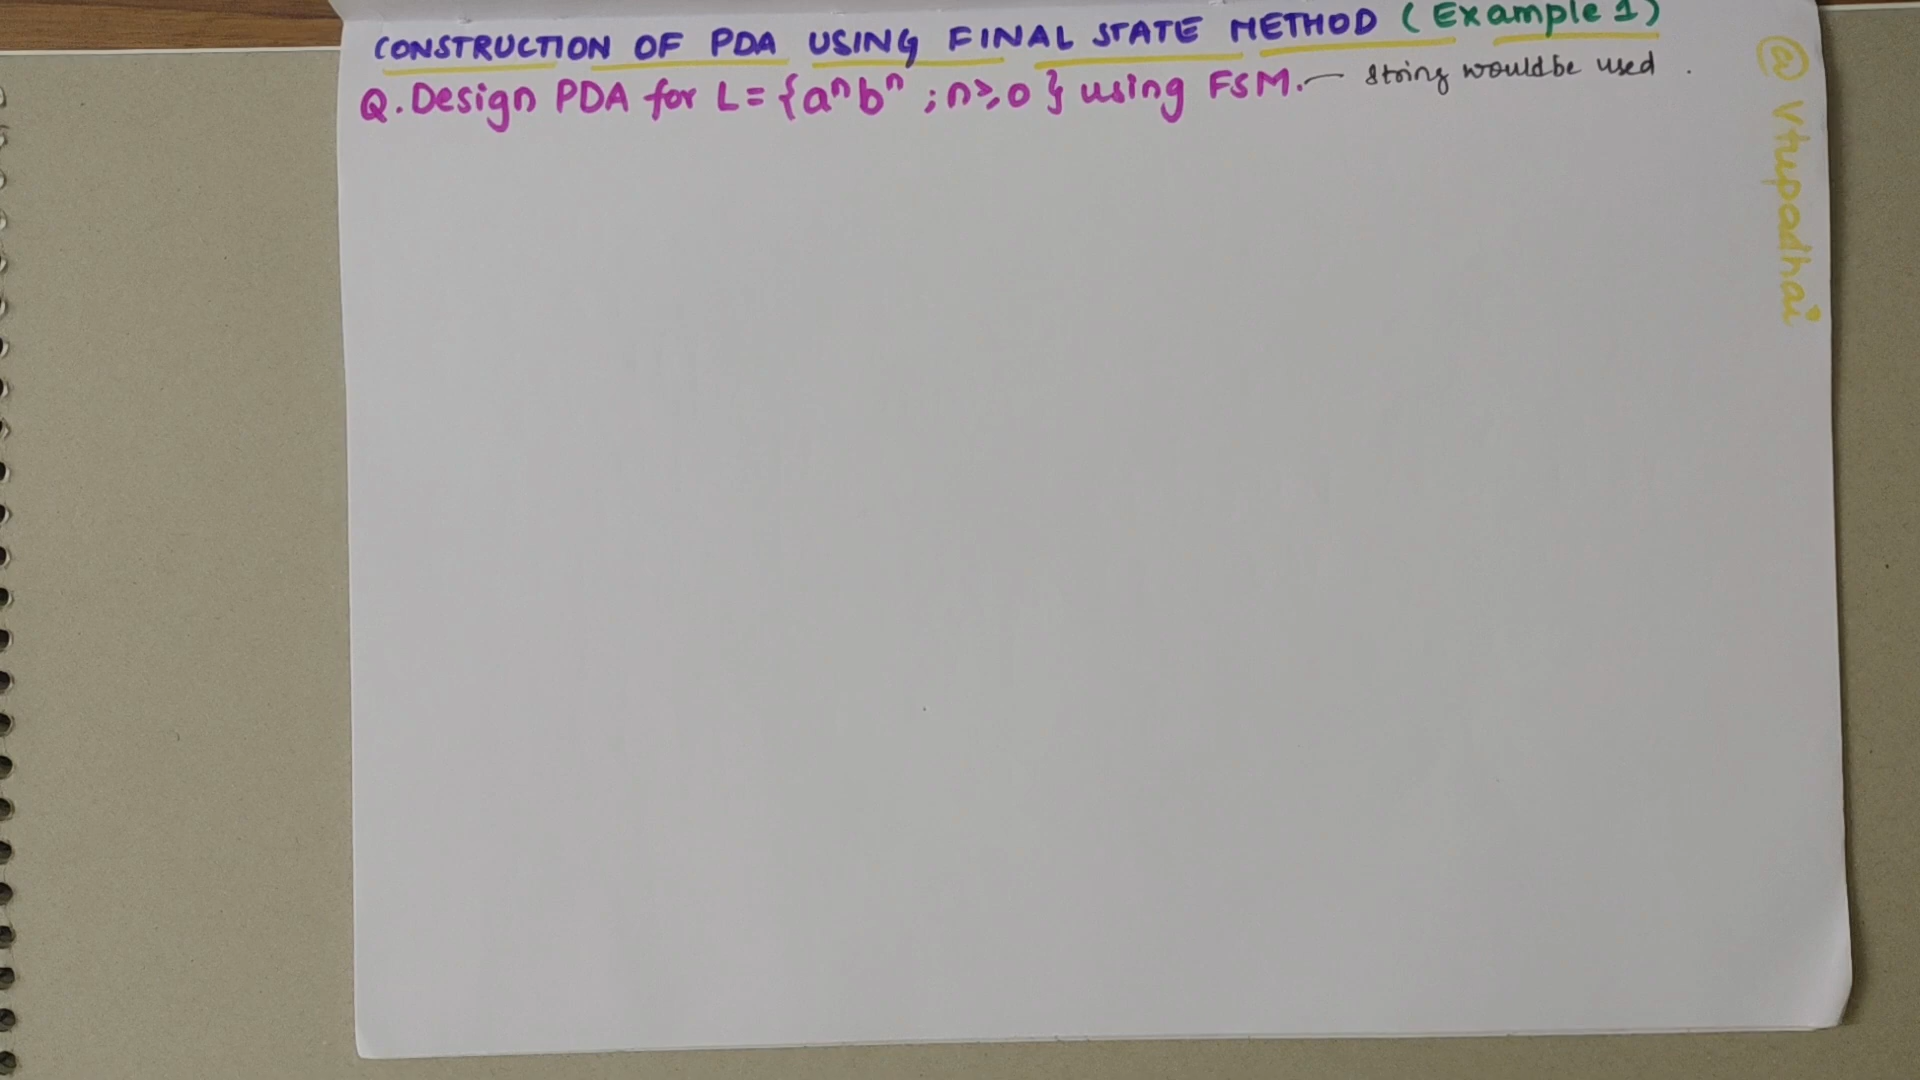 CONSTRUCTION OF PDA USING FINAL STATE METHOD (Example 1)
Q. Design PDA for L = {aⁿbⁿ ; n≥0} using FSM. — string would be used.
@Vtupadhai